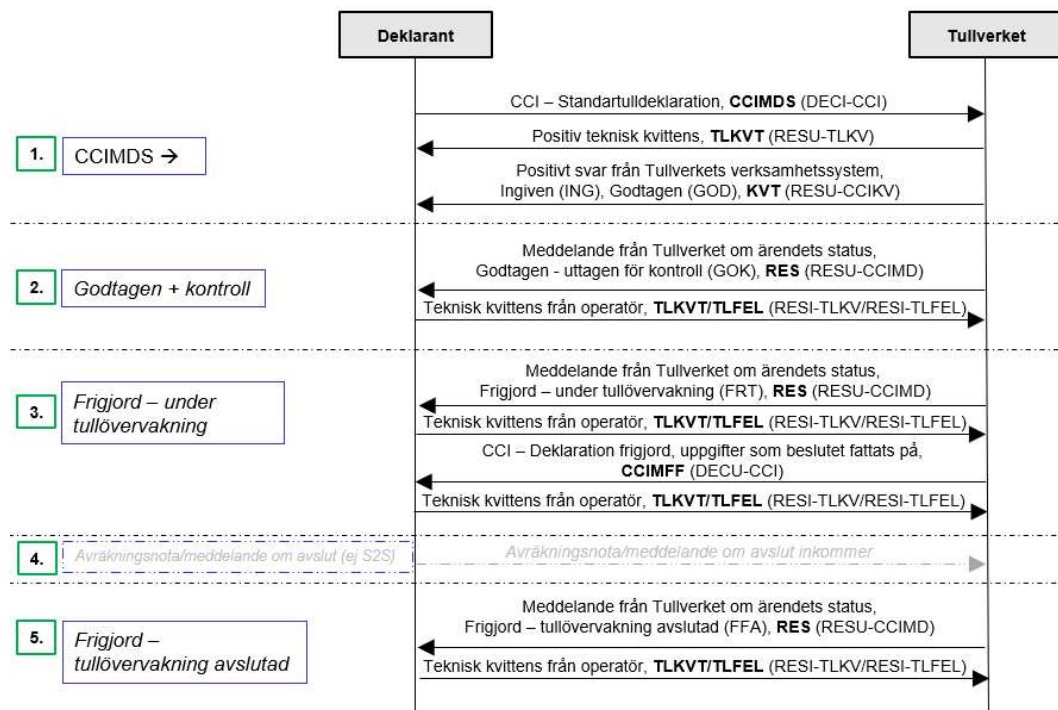 Deklarant
Tullverket
CCI – Standartulldeklaration, CCIMDS (DECI-CCI)
1.
CCIMDS →
Positiv teknisk kvittens, TLKVT (RESU-TLKV)
Positivt svar från Tullverkets verksamhetssystem,
Ingiven (ING), Godtagen (GOD), KVT (RESU-CCIKV)
2.
Godtagen + kontroll
Meddelande från Tullverket om ärendets status,
Godtagen - uttagen för kontroll (GOK), RES (RESU-CCIMD)
Teknisk kvittens från operatör, TLKVT/TLFEL (RESI-TLKV/RESI-TLFEL)
3.
Frigjord – under
tullövervakning
Meddelande från Tullverket om ärendets status,
Frigjord – under tullövervakning (FRT), RES (RESU-CCIMD)
Teknisk kvittens från operatör, TLKVT/TLFEL (RESI-TLKV/RESI-TLFEL)
CCI – Deklaration frigjord, uppgifter som beslutet fattats på,
CCIMFF (DECU-CCI)
Teknisk kvittens från operatör, TLKVT/TLFEL (RESI-TLKV/RESI-TLFEL)
4.
Avräkningsnota/meddelande om avslut (ej S2S)
Avräkningsnota/meddelande om avslut inkommer
5.
Frigjord –
tullövervakning avslutad
Meddelande från Tullverket om ärendets status,
Frigjord – tullövervakning avslutad (FFA), RES (RESU-CCIMD)
Teknisk kvittens från operatör, TLKVT/TLFEL (RESI-TLKV/RESI-TLFEL)